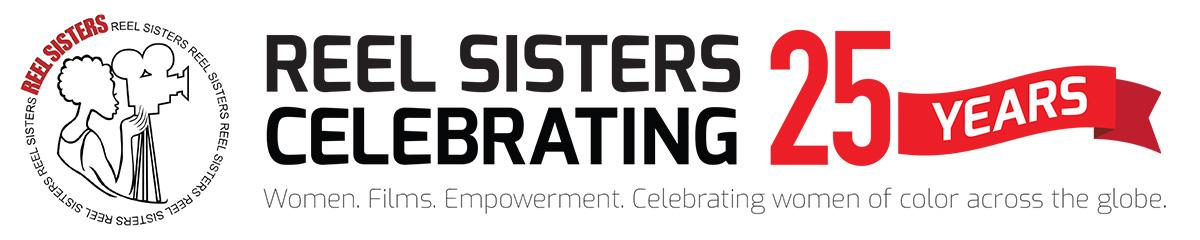 REEL SISTERS REEL SISTERS REEL SISTERS REEL SISTERS REEL SISTERS REEL SISTERS REEL SISTERS
REEL SISTERS
CELEBRATING
25 YEARS
Women. Films. Empowerment. Celebrating women of color across the globe.